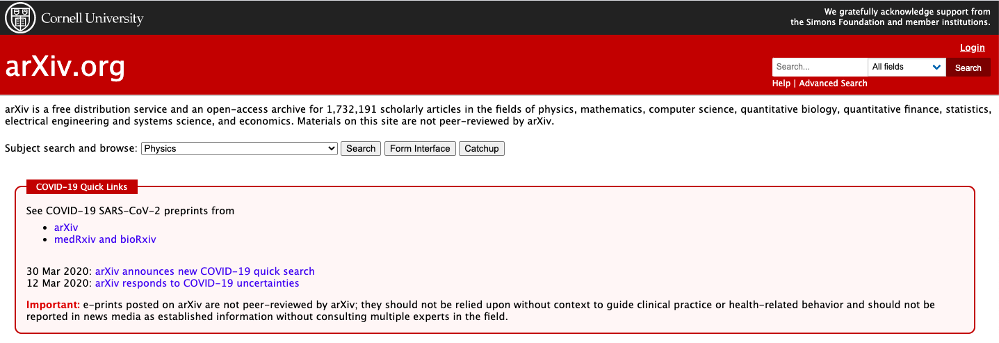 Cornell University
We gratefully acknowledge support from
the Simons Foundation and member institutions.
arXiv.org
Login
Search...
All fields
Search
Help | Advanced Search
arXiv is a free distribution service and an open-access archive for 1,732,191 scholarly articles in the fields of physics, mathematics, computer science, quantitative biology, quantitative finance, statistics,
electrical engineering and systems science, and economics. Materials on this site are not peer-reviewed by arXiv.
Subject search and browse: Physics Search Form Interface Catchup
COVID-19 Quick Links
See COVID-19 SARS-CoV-2 preprints from
• arXiv
• medRxiv and bioRxiv
30 Mar 2020: arXiv announces new COVID-19 quick search
12 Mar 2020: arXiv responds to COVID-19 uncertainties
Important: e-prints posted on arXiv are not peer-reviewed by arXiv; they should not be relied upon without context to guide clinical practice or health-related behavior and should not be
reported in news media as established information without consulting multiple experts in the field.